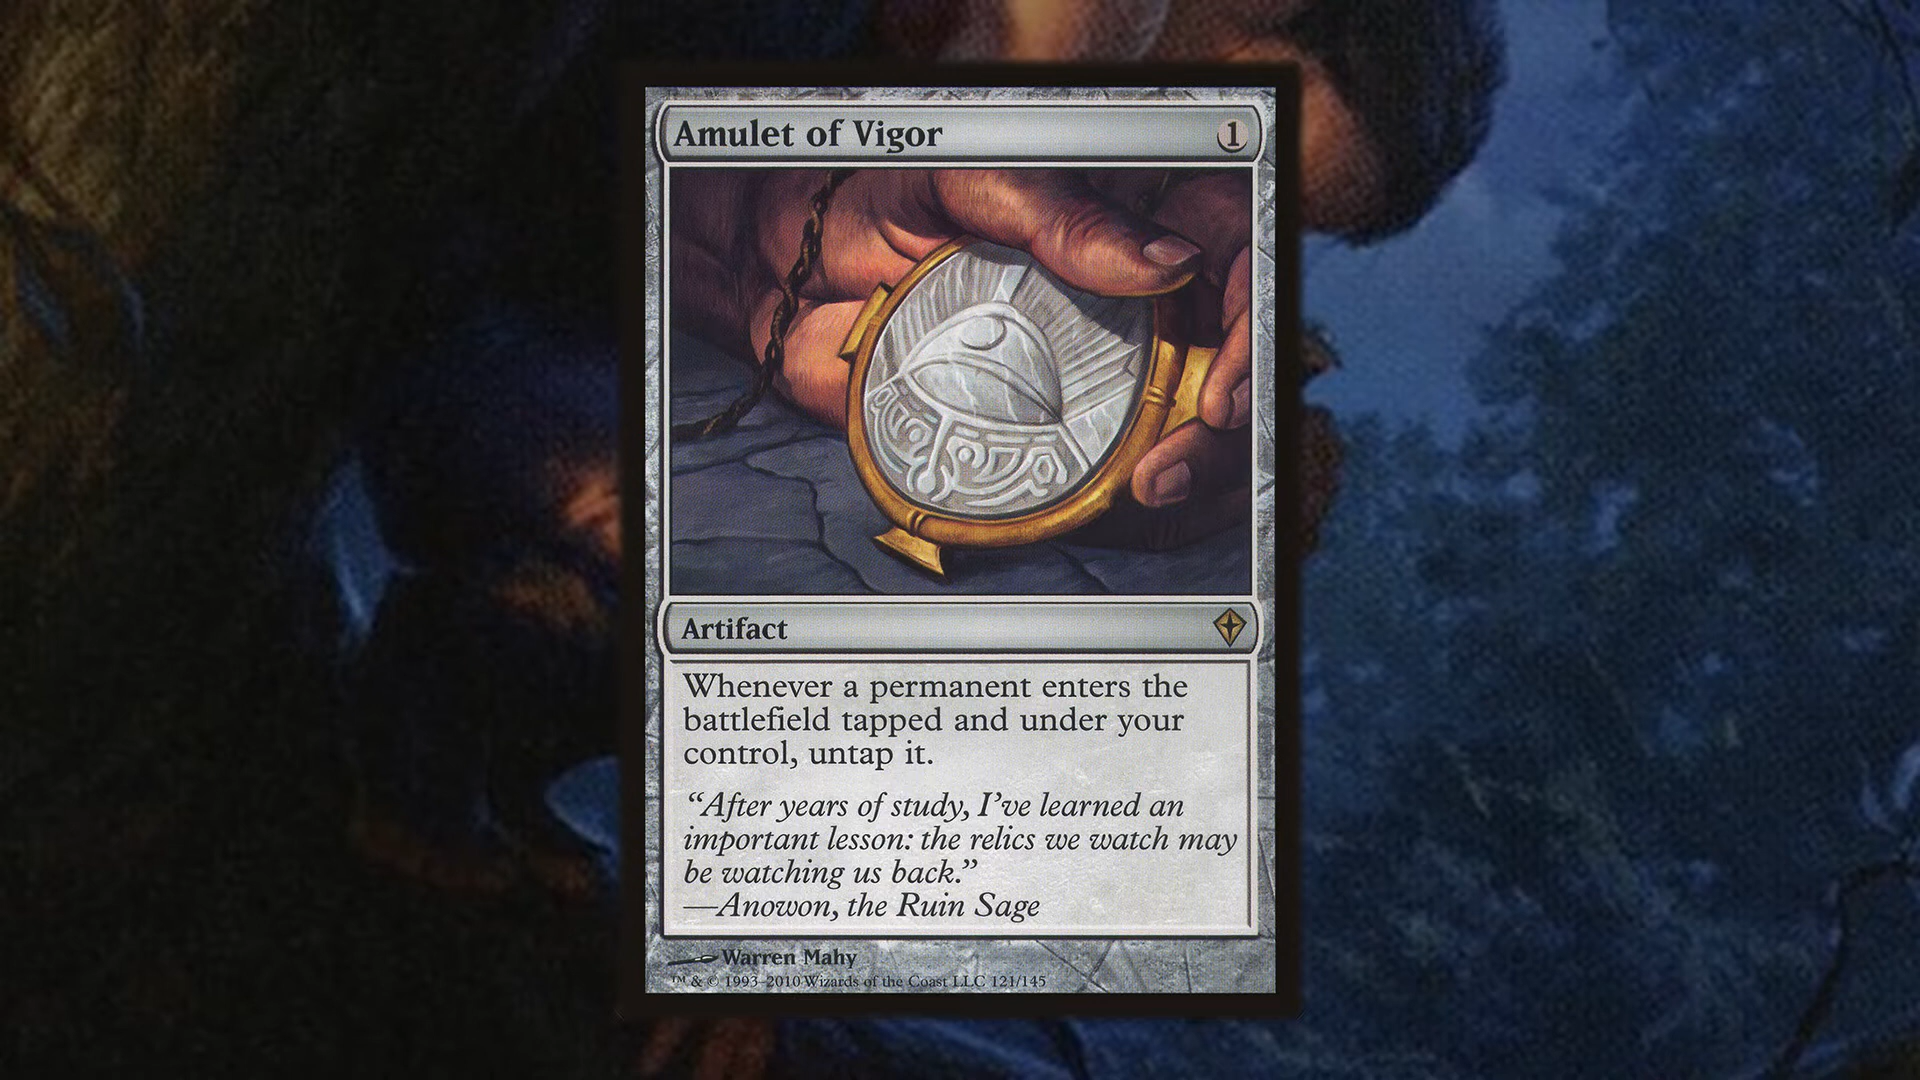 Amulet of Vigor 1
Artifact
Whenever a permanent enters the
battlefield tapped and under your
control, untap it.
“After years of study, I’ve learned an
important lesson: the relics we watch may
be watching us back.”
—Anowon, the Ruin Sage
Warren Mahy
™ & © 1993–2010 Wizards of the Coast LLC 121/145